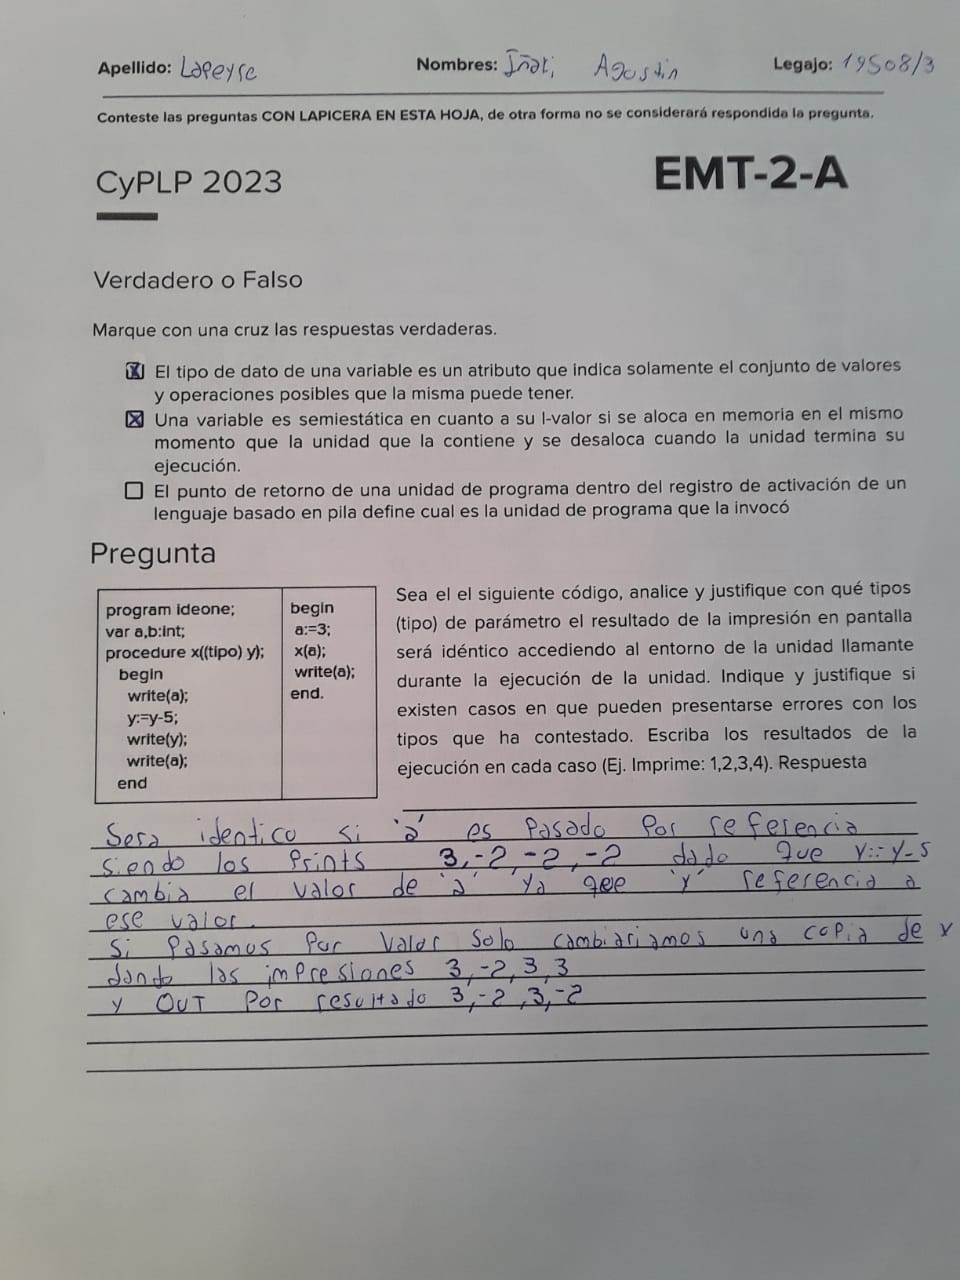 Apellido: Lapeyre Nombres: Iñaki Agustin Legajo: 19508/3
Conteste las preguntas CON LAPICERA EN ESTA HOJA, de otra forma no se considerará respondida la pregunta.
CyPLP 2023 EMT-2-A
Verdadero o Falso
Marque con una cruz las respuestas verdaderas.
El tipo de dato de una variable es un atributo que indica solamente el conjunto de valores
y operaciones posibles que la misma puede tener.
Una variable es semiestática en cuanto a su l-valor si se aloca en memoria en el mismo
momento que la unidad que la contiene y se desaloca cuando la unidad termina su
ejecución.
El punto de retorno de una unidad de programa dentro del registro de activación de un
lenguaje basado en pila define cual es la unidad de programa que la invocó
Pregunta
program ideone;
var a,b:int;
procedure x((tipo) y);
begin
write(a);
y:=y-5;
write(y);
write(a);
end
begin
a:=3;
x(a);
write(a);
end.
Sea el el siguiente código, analice y justifique con qué tipos
(tipo) de parámetro el resultado de la impresión en pantalla
será idéntico accediendo al entorno de la unidad llamante
durante la ejecución de la unidad. Indique y justifique si
existen casos en que pueden presentarse errores con los
tipos que ha contestado. Escriba los resultados de la
ejecución en cada caso (Ej. Imprime: 1,2,3,4). Respuesta
Sera identico si 'a' es pasado por referencia
siendo los prints 3,-2,-2,-2 dado que y:=y-5
cambia el valor de 'a' ya qee 'y' referencia a
ese valor.
Si pasamos por valor solo cambiariamos una copia de y
dando las impresiones 3,-2,3,3
y OUT por resultado 3,-2,3,-2